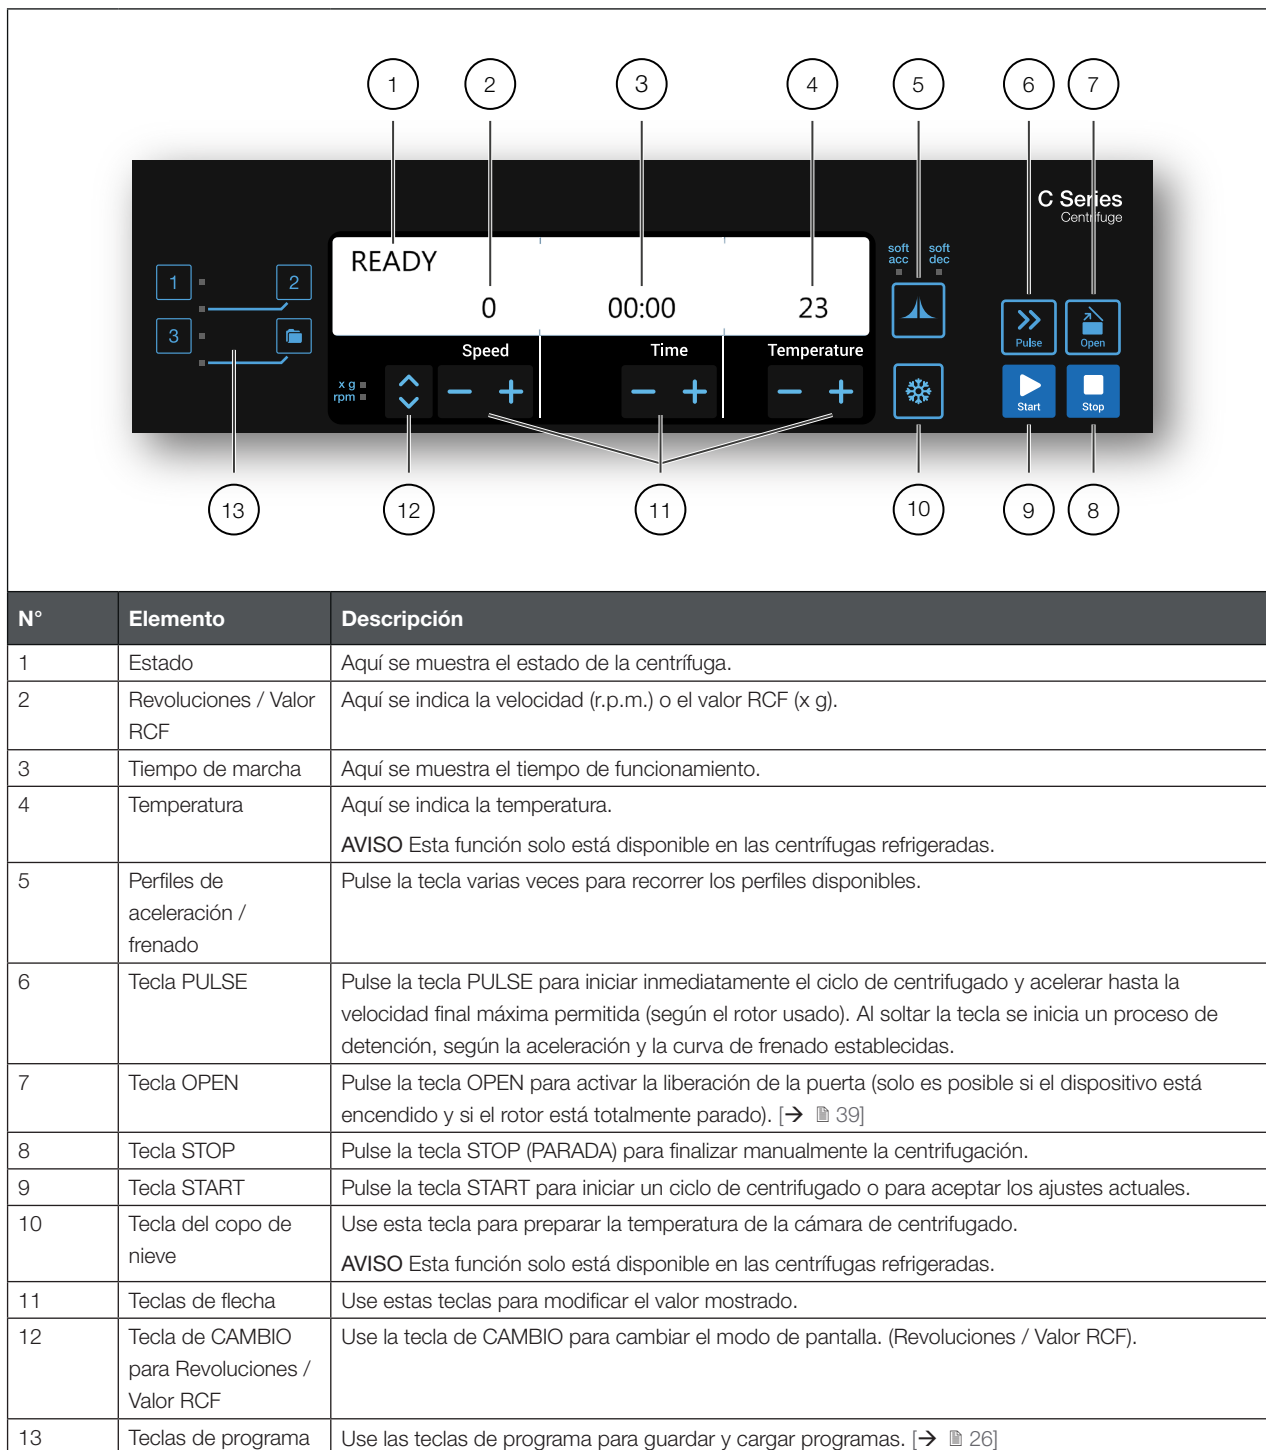 1 2 3 4 5 6 7
C Series
Centrifuge
soft acc
soft dec
READY
1 2
0 00:00 23
3
Pulse Open
Speed Time Temperature
x g
rpm
Start Stop
13 12 11 10 9 8
N° Elemento Descripción
1 Estado Aquí se muestra el estado de la centrífuga.
2 Revoluciones / Valor Aquí se indica la velocidad (r.p.m.) o el valor RCF (x g).
RCF
3 Tiempo de marcha Aquí se muestra el tiempo de funcionamiento.
4 Temperatura Aquí se indica la temperatura.
AVISO Esta función solo está disponible en las centrífugas refrigeradas.
5 Perfiles de Pulse la tecla varias veces para recorrer los perfiles disponibles.
aceleración /
frenado
6 Tecla PULSE Pulse la tecla PULSE para iniciar inmediatamente el ciclo de centrifugado y acelerar hasta la
velocidad final máxima permitida (según el rotor usado). Al soltar la tecla se inicia un proceso de
detención, según la aceleración y la curva de frenado establecidas.
7 Tecla OPEN Pulse la tecla OPEN para activar la liberación de la puerta (solo es posible si el dispositivo está
encendido y si el rotor está totalmente parado). [→ 39]
8 Tecla STOP Pulse la tecla STOP (PARADA) para finalizar manualmente la centrifugación.
9 Tecla START Pulse la tecla START para iniciar un ciclo de centrifugado o para aceptar los ajustes actuales.
10 Tecla del copo de Use esta tecla para preparar la temperatura de la cámara de centrifugado.
nieve
AVISO Esta función solo está disponible en las centrífugas refrigeradas.
11 Teclas de flecha Use estas teclas para modificar el valor mostrado.
12 Tecla de CAMBIO Use la tecla de CAMBIO para cambiar el modo de pantalla. (Revoluciones / Valor RCF).
para Revoluciones /
Valor RCF
13 Teclas de programa Use las teclas de programa para guardar y cargar programas. [→ 26]